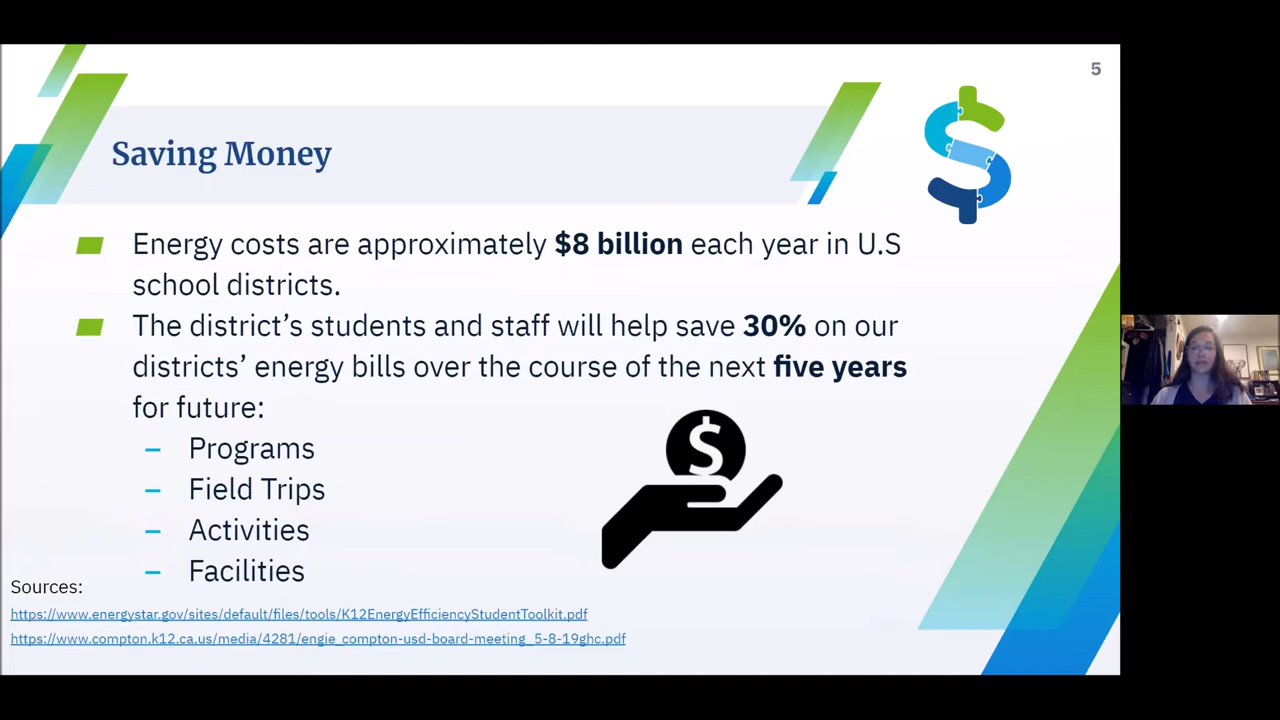 5
Saving Money
Energy costs are approximately $8 billion each year in U.S
school districts.
The district's students and staff will help save 30% on our
districts' energy bills over the course of the next five years
for future:
– Programs
– Field Trips
– Activities
– Facilities
$
Sources:
https://www.energystar.gov/sites/default/files/tools/K12EnergyEfficiencyStudentToolkit.pdf
https://www.compton.k12.ca.us/media/4281/engie_compton-usd-board-meeting_5-8-19ghc.pdf